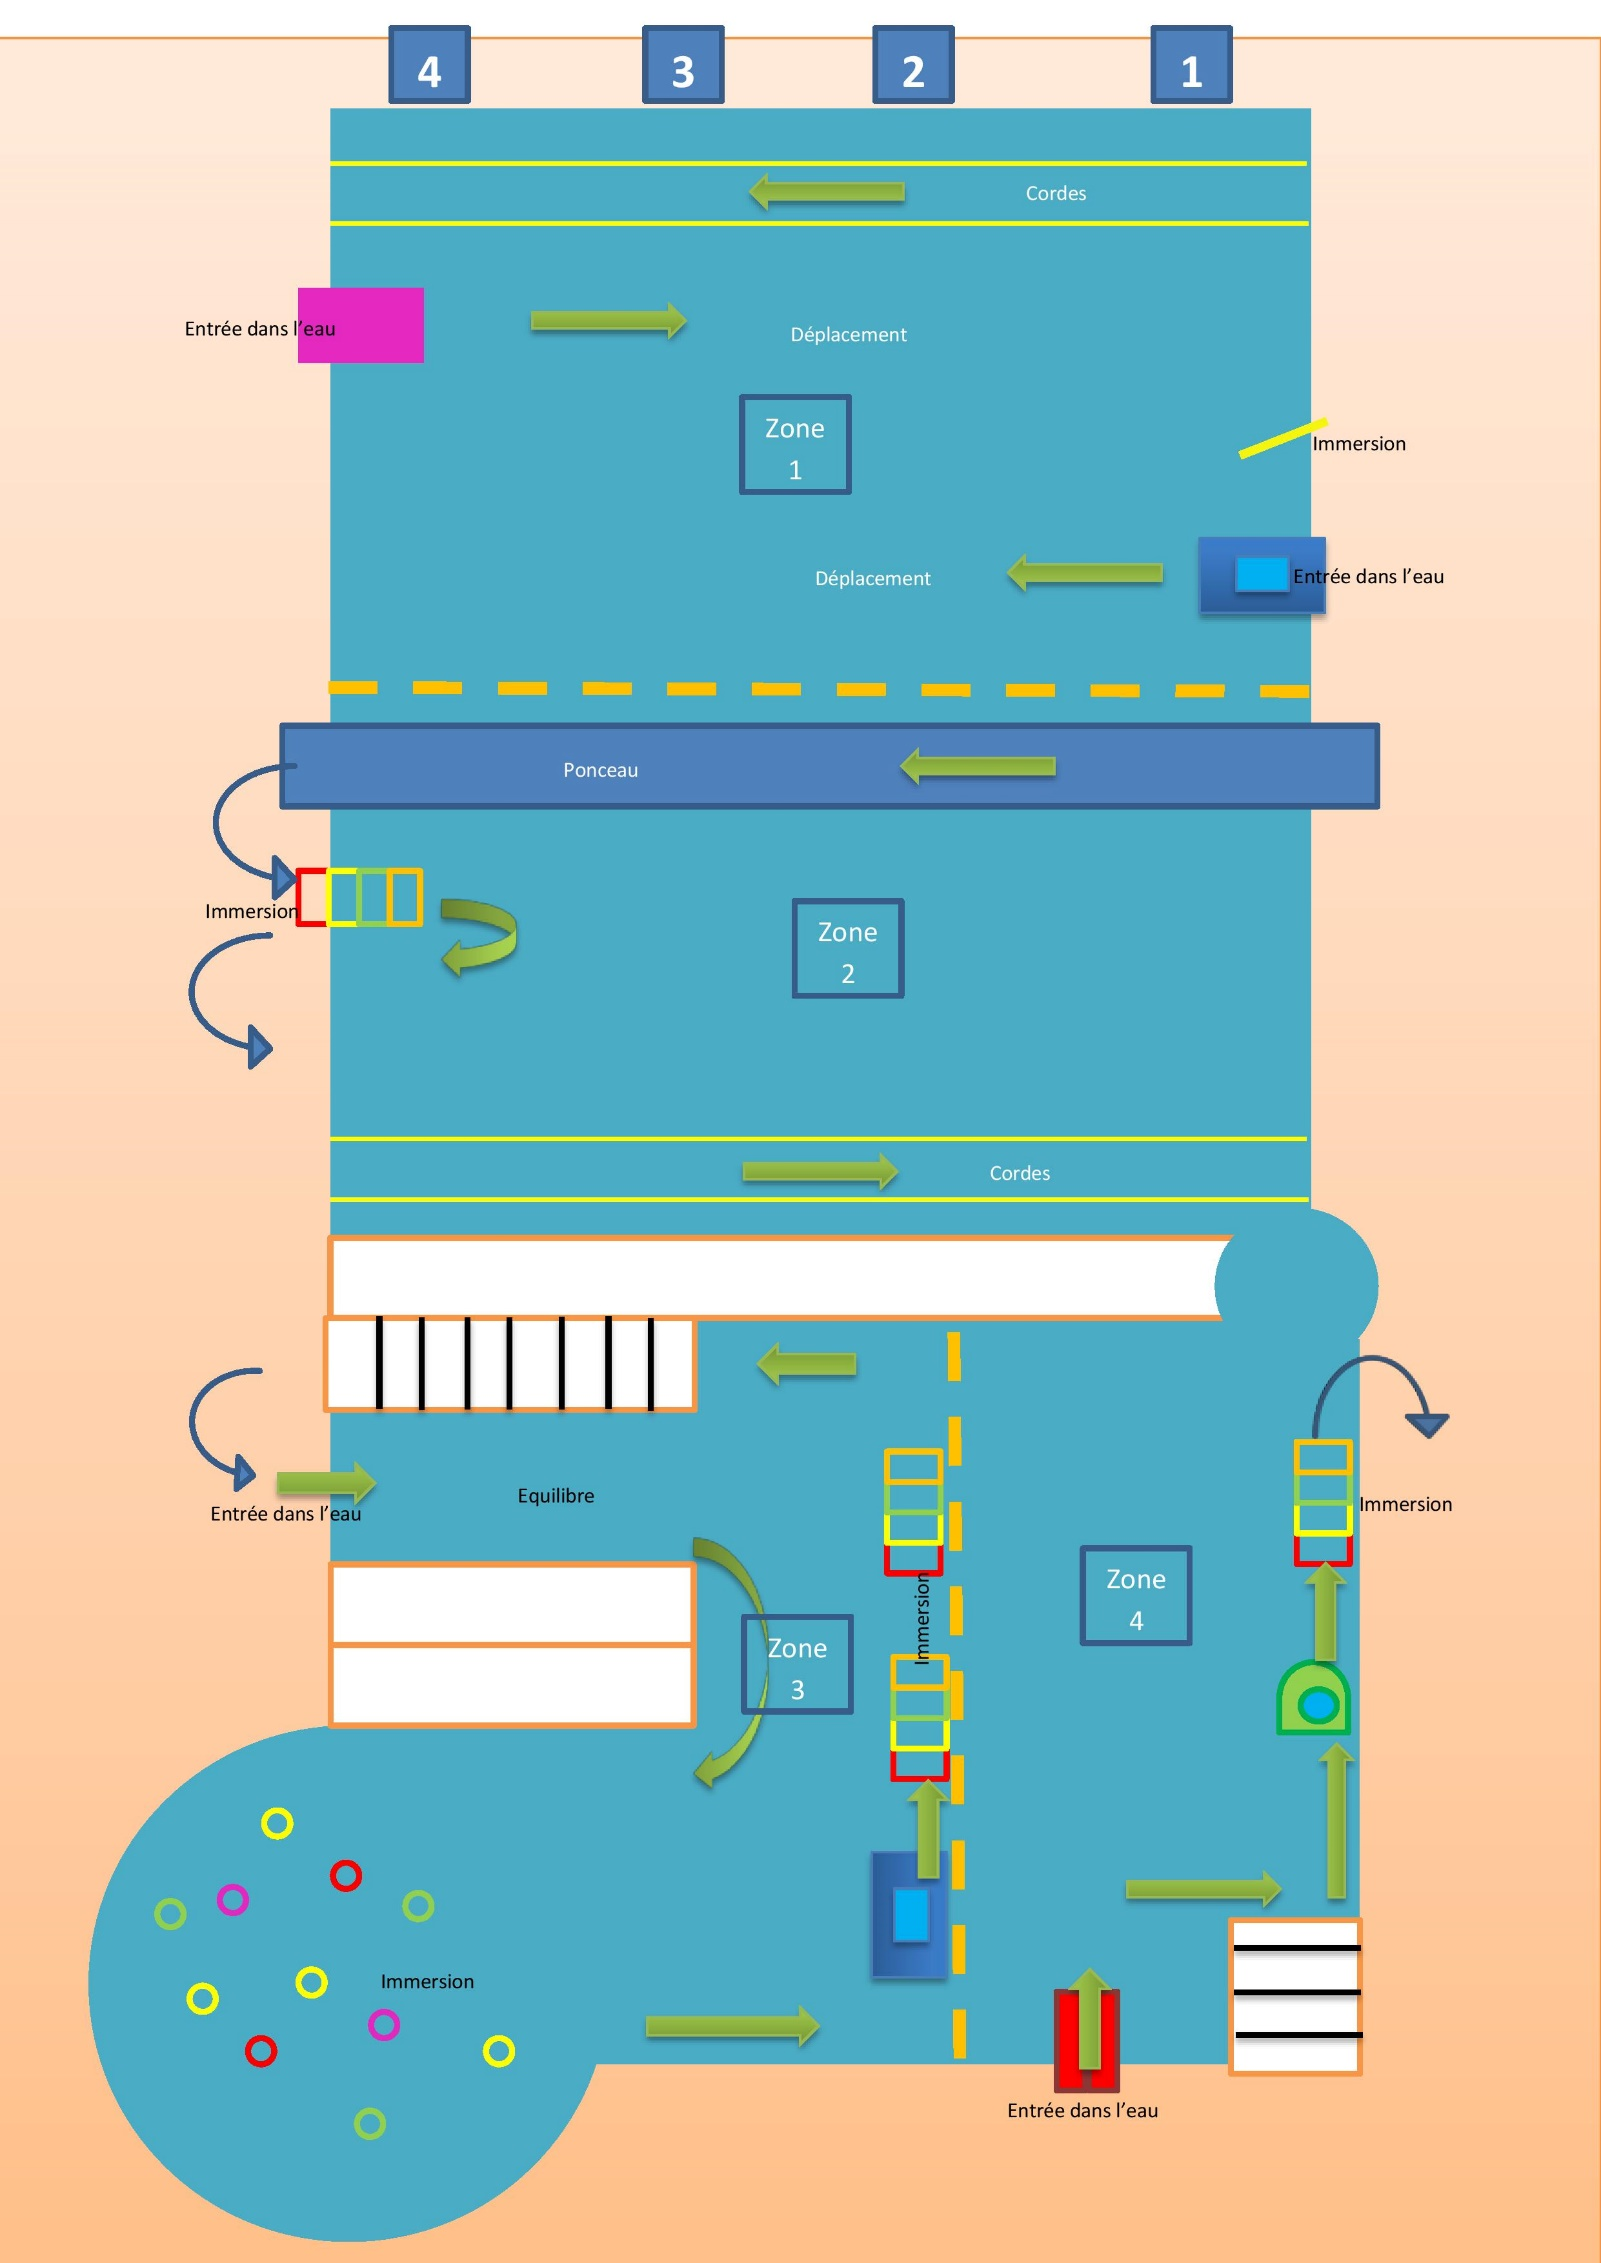 4 3 2 1
Cordes
Entrée dans l’eau
Déplacement
Zone
1
Immersion
Déplacement
Entrée dans l’eau
Ponceau
Immersion
Zone
2
Cordes
Equilibre
Entrée dans l’eau
Immersion
Immersion
Zone
4
Zone
3
Immersion
Entrée dans l’eau